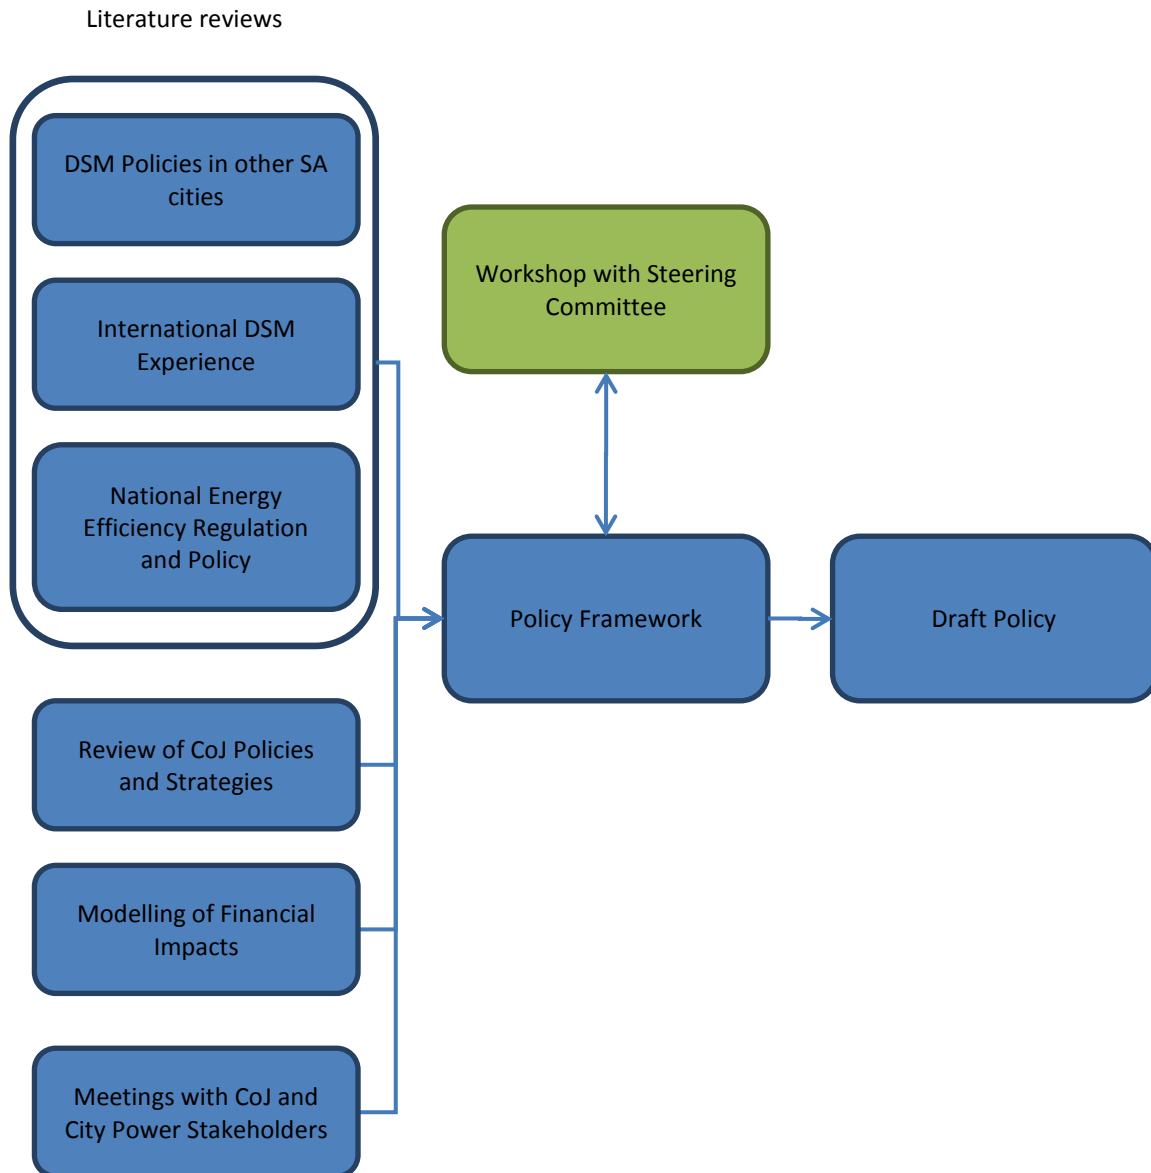 Literature reviews
DSM Policies in other SA
cities
International DSM
Experience
National Energy
Efficiency Regulation
and Policy
Workshop with Steering
Committee
Policy Framework
Draft Policy
Review of CoJ Policies
and Strategies
Modelling of Financial
Impacts
Meetings with CoJ and
City Power Stakeholders